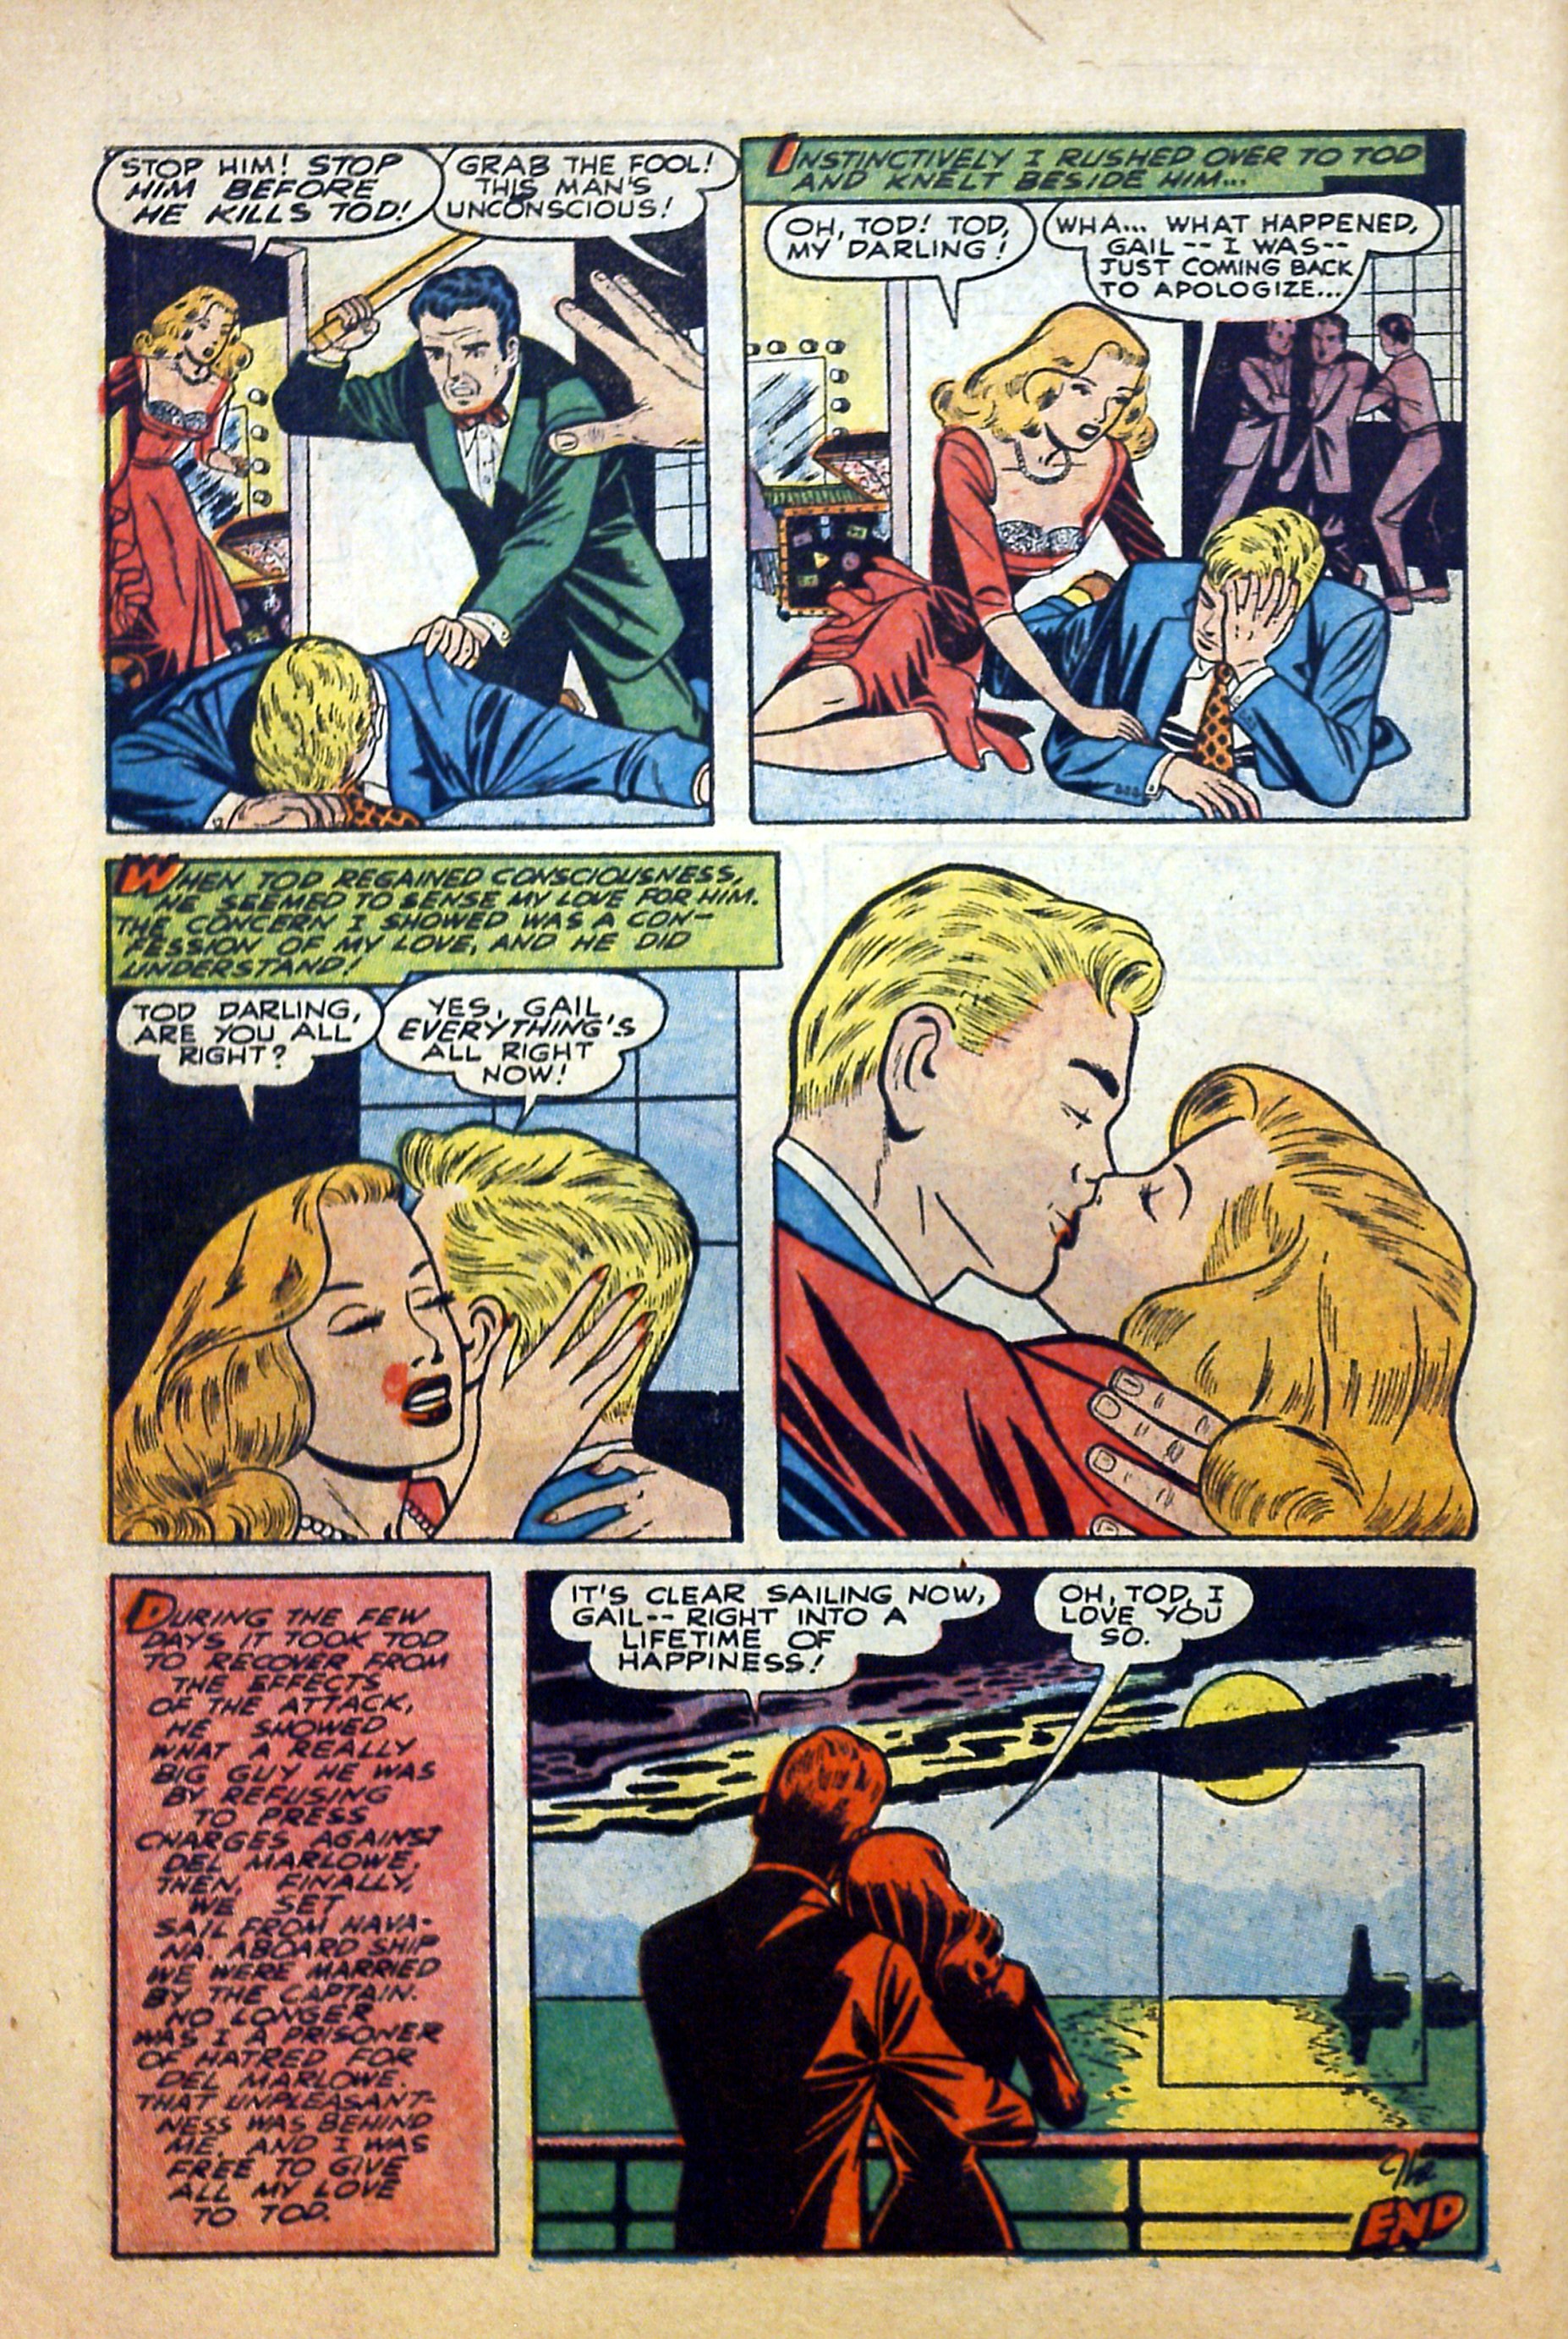 STOP HIM! STOP
HIM BEFORE
HE KILLS TOD!
GRAB THE FOOL!
THIS MAN'S
UNCONSCIOUS!
INSTINCTIVELY I RUSHED OVER TO TOD
AND KNELT BESIDE HIM...
OH, TOD! TOD,
MY DARLING!
WHA... WHAT HAPPENED,
GAIL -- I WAS--
JUST COMING BACK
TO APOLOGIZE...
WHEN TOD REGAINED CONSCIOUSNESS,
HE SEEMED TO SENSE MY LOVE FOR HIM.
THE CONCERN I SHOWED WAS A CON-
FESSION OF MY LOVE, AND HE DID
UNDERSTAND!
TOD DARLING,
ARE YOU ALL
RIGHT?
YES, GAIL,
EVERYTHING'S
ALL RIGHT
NOW!
DURING THE FEW
DAYS IT TOOK TOD
TO RECOVER FROM
THE EFFECTS
OF THE ATTACK,
HE SHOWED
WHAT A REALLY
BIG GUY HE WAS
BY REFUSING
TO PRESS
CHARGES AGAINST
DEL MARLOWE.
THEN, FINALLY,
WE SET
SAIL FROM HAVA-
NA. ABOARD SHIP
WE WERE MARRIED
BY THE CAPTAIN.
NO LONGER
WAS I A PRISONER
OF HATRED FOR
DEL MARLOWE.
THAT UNPLEASANT-
NESS WAS BEHIND
ME, AND I WAS
FREE TO GIVE
ALL MY LOVE
TO TOD.
IT'S CLEAR SAILING NOW,
GAIL-- RIGHT INTO A
LIFETIME OF
HAPPINESS!
OH, TOD, I
LOVE YOU
SO.
The
END